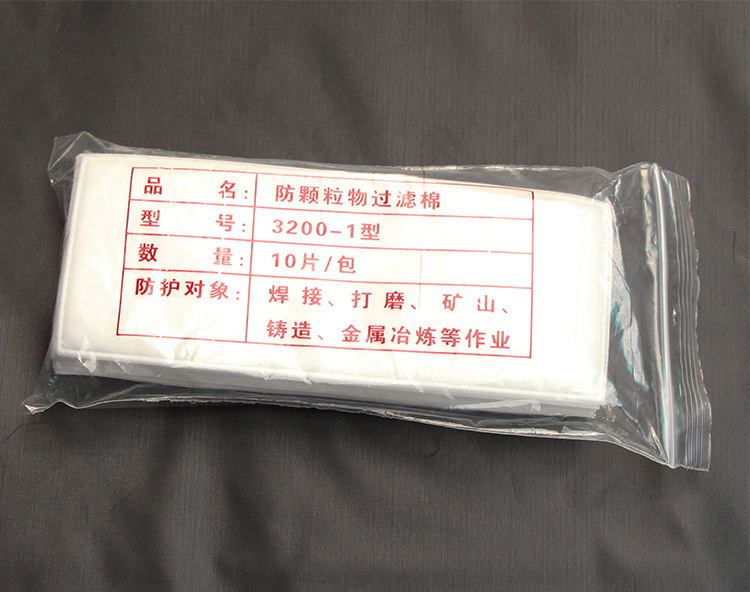 品 名: 防颗粒物过滤棉
型 号: 3200-1型
数 量: 10片/包
防护对象: 焊接、打磨、矿山、
铸造、金属冶炼等作业